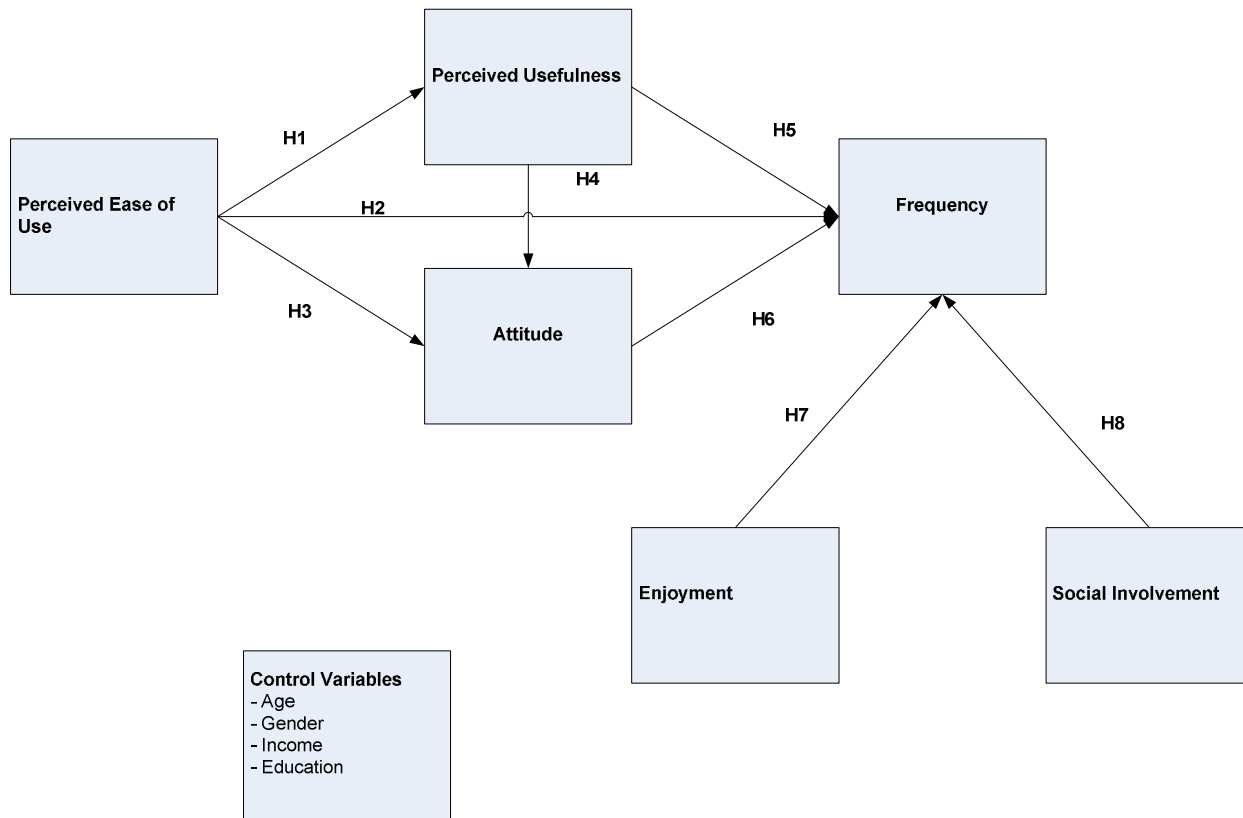 Perceived Usefulness
H1
H5
H4
Perceived Ease of
Use
H2
Frequency
H3
Attitude
H6
H7
H8
Enjoyment
Social Involvement
Control Variables
- Age
- Gender
- Income
- Education